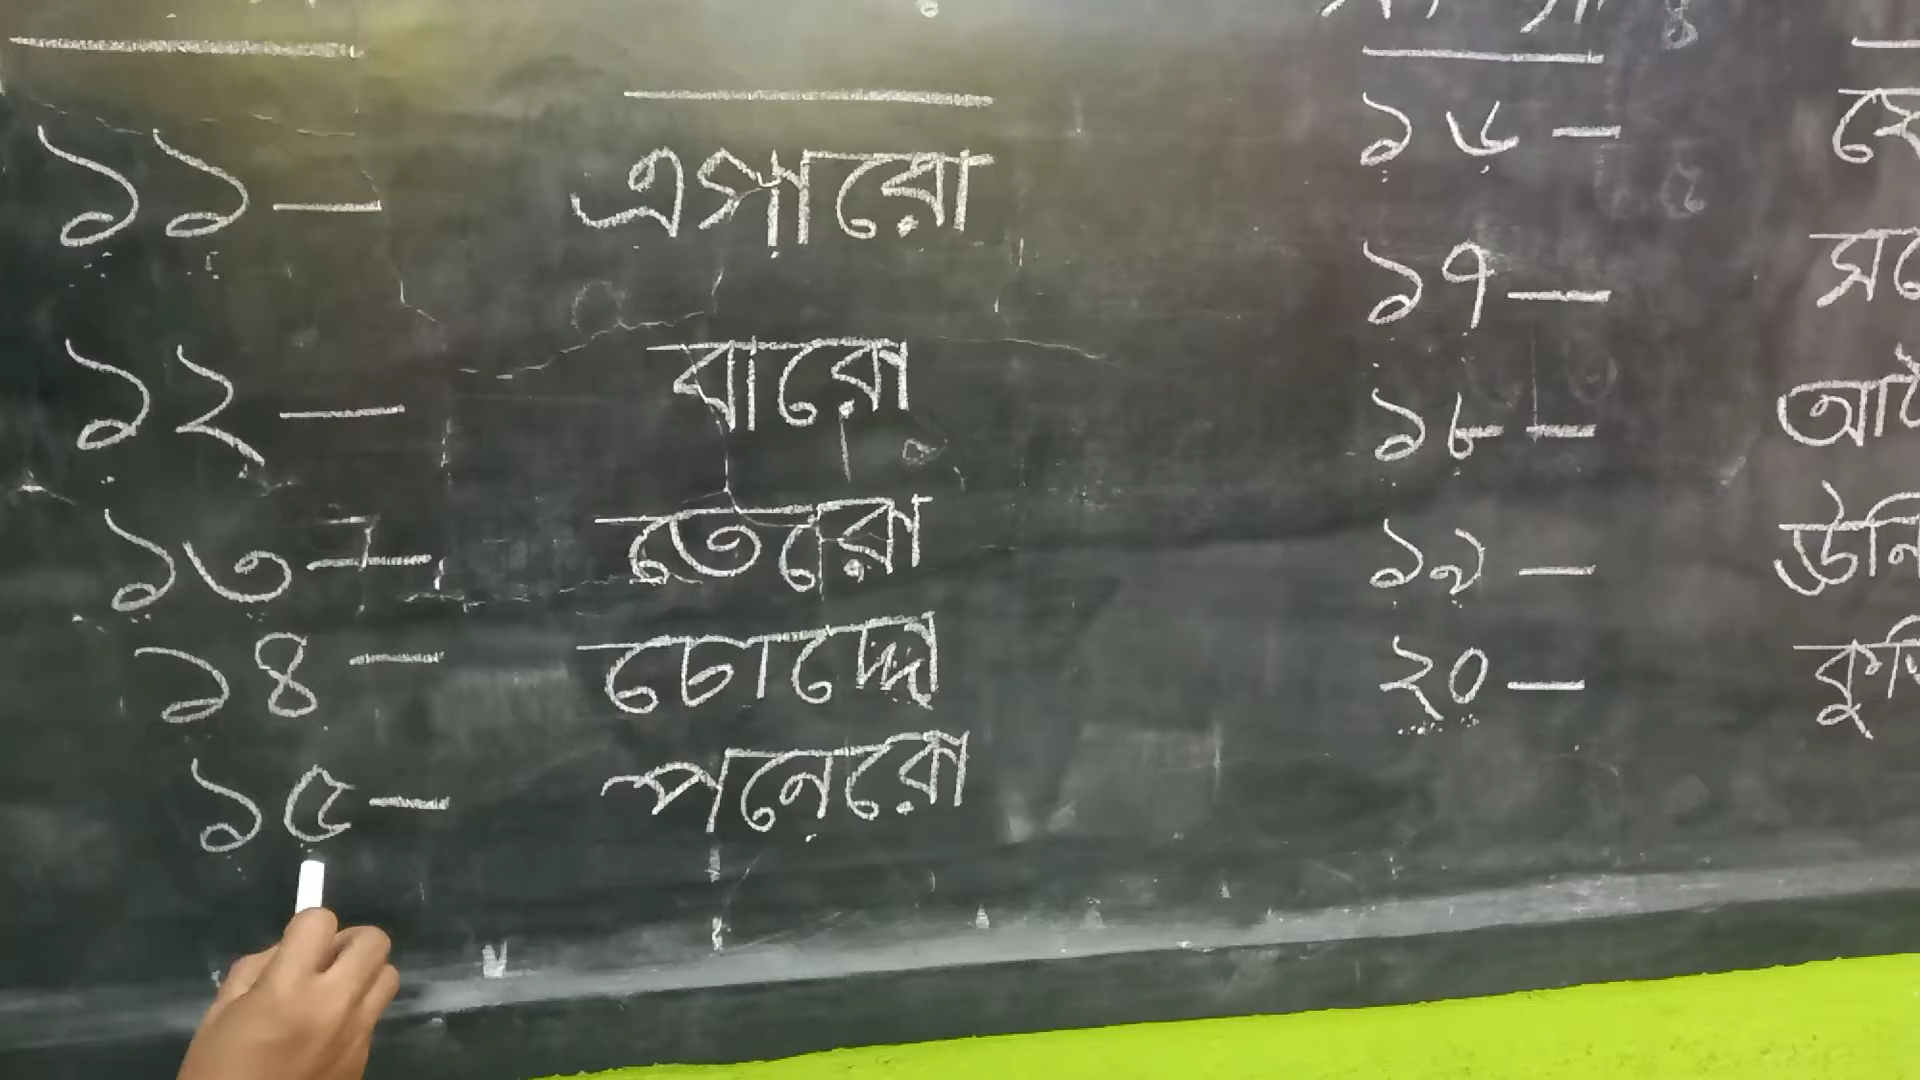 ১১— এগারো
১২— বারো
১৩— তেরো
১৪— চোদ্দো
১৫— পনেরো
১৬—
১৭—
১৮—
১৯—
২০—